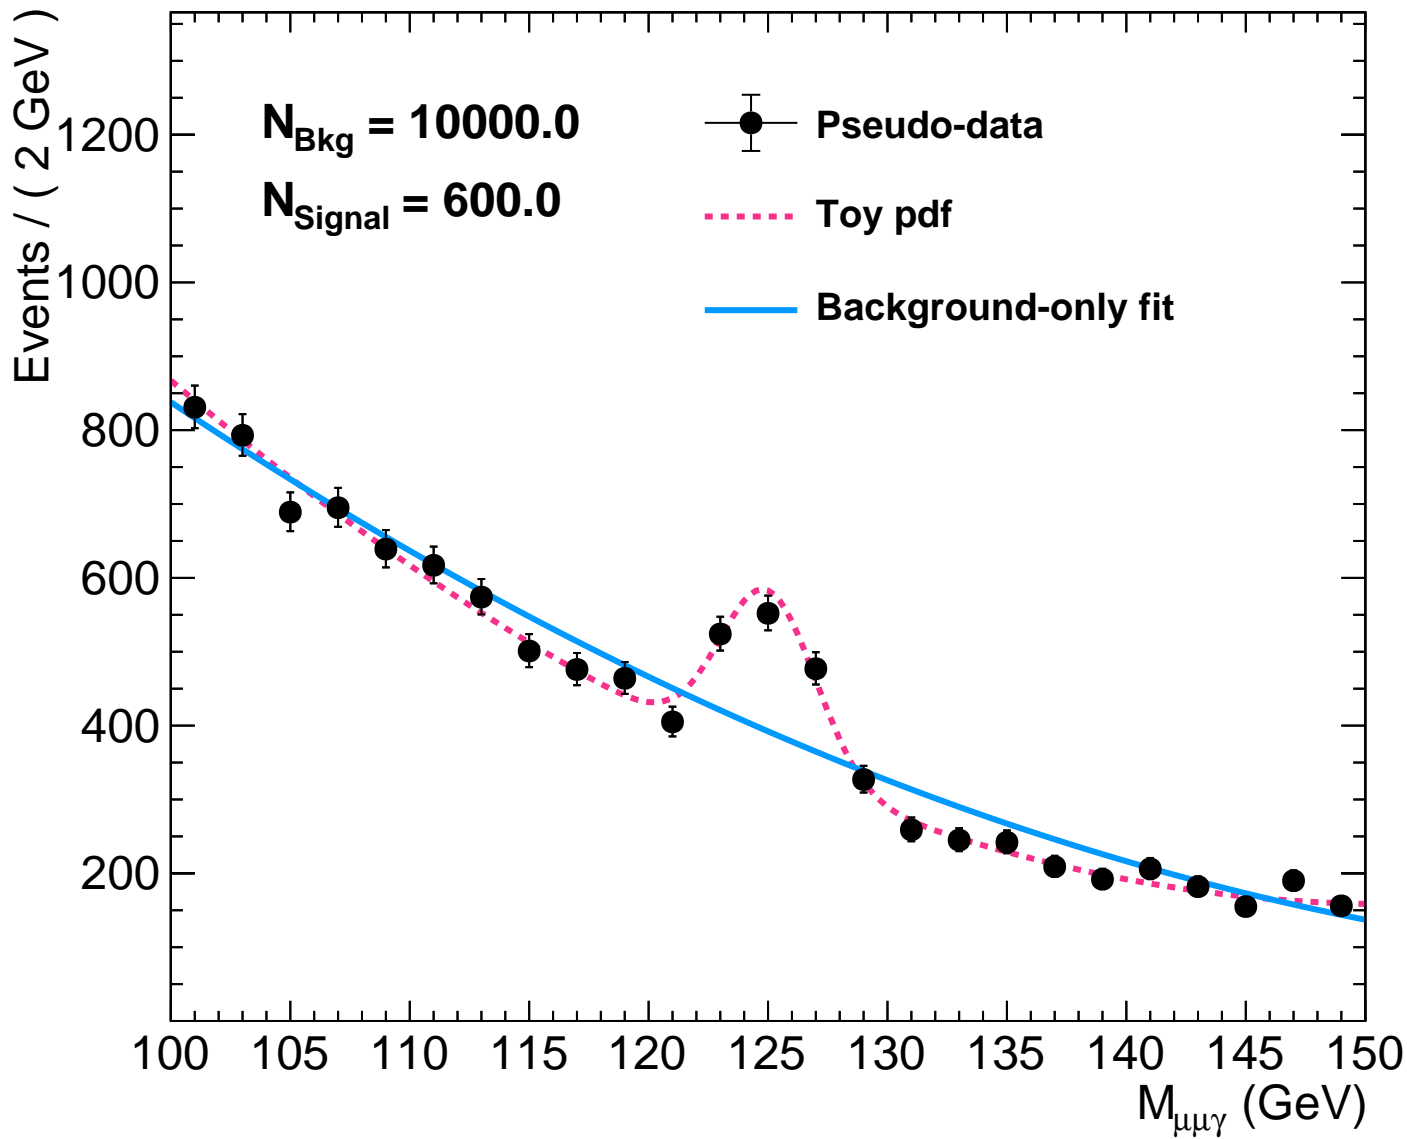 Events / ( 2 GeV )
1200
1000
800
600
400
200
N_Bkg = 10000.0
N_Signal = 600.0
Pseudo-data
Toy pdf
Background-only fit
100 105 110 115 120 125 130 135 140 145 150
M_μμγ (GeV)